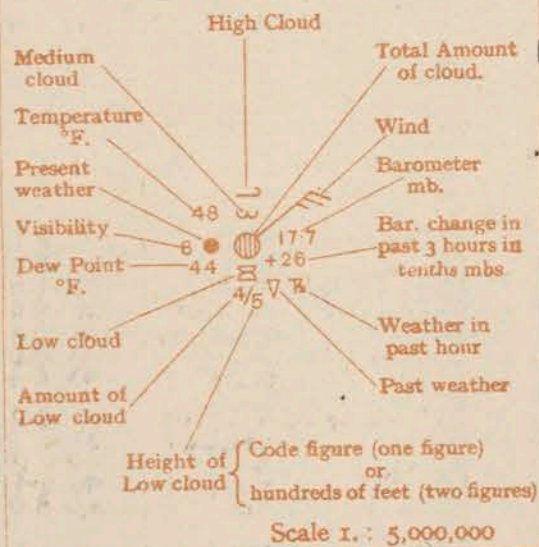 High Cloud
Medium
cloud
Total Amount
of cloud.
Temperature
°F.
Wind
Present
weather
Barometer
mb.
48
Visibility
6
17.7
Bar. change in
past 3 hours in
tenths mbs
+26
Dew Point
°F.
44
4/5
Low cloud
Weather in
past hour
Amount of
Low cloud
Past weather
Height of
Low cloud
Code figure (one figure)
or
hundreds of feet (two figures)
Scale 1. : 5,000,000